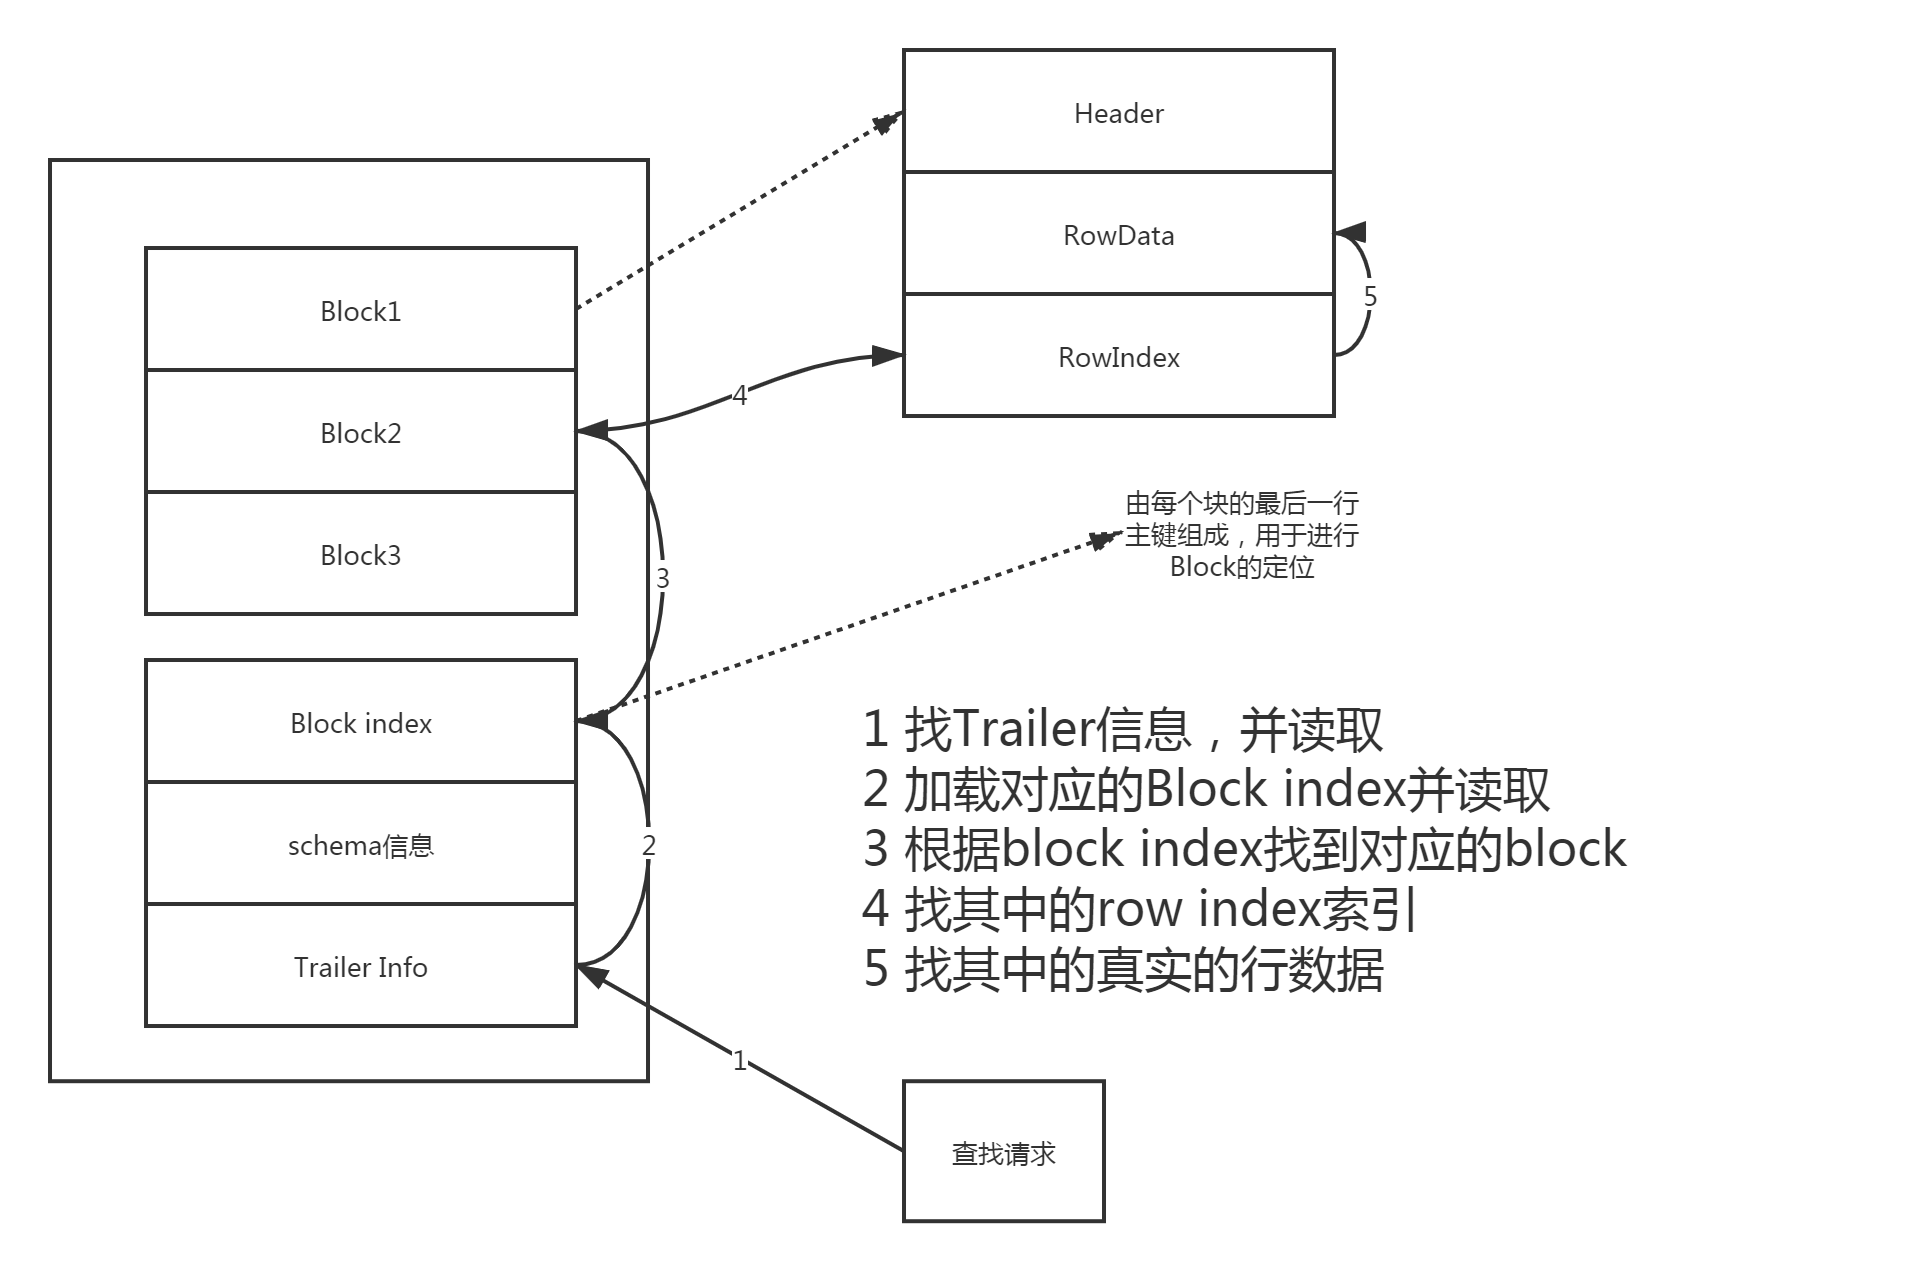 Header
RowData
RowIndex
5
Block1
Block2
Block3
4
3
由每个块的最后一行
主键组成，用于进行
Block的定位
Block index
schema信息
Trailer Info
2
1 找Trailer信息，并读取
2 加载对应的Block index并读取
3 根据block index找到对应的block
4 找其中的row index索引
5 找其中的真实的行数据
1
查找请求